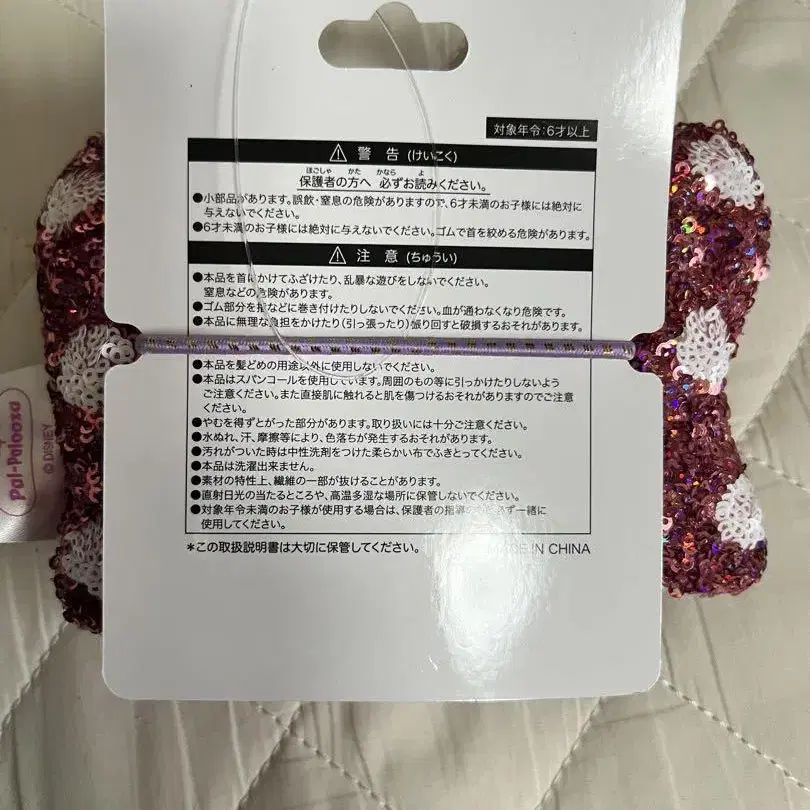 対象年令:6才以上
⚠ 警 告 (けいこく)
ほごしゃ かた かなら よ
保護者の方へ 必ずお読みください。
●小部品があります。誤飲・窒息の危険がありますので、6才未満のお子様には絶対に
与えないでください。
●6才未満のお子様には絶対に与えないでください。ゴムで首を絞める危険があります。
⚠ 注 意 (ちゅうい)
●本品を首にかけてふざけたり、乱暴な遊びをしないでください。
窒息などの危険があります。
●ゴム部分を指などに巻き付けたりしないでください。血が通わなくなり危険です。
●本品に無理な負担をかけたり(引っ張ったり)振り回すと破損するおそれがあります。
●本品を髪どめの用途以外に使用しないでください。
●本品はスパンコールを使用しています。周囲のもの等に引っかけたりしないよう
ご注意ください。また直接肌に触れると肌を傷つけるおそれがありますのでご注意
ください。
●やむを得ずとがった部分があります。取り扱いには十分ご注意ください。
●水ぬれ、汗、摩擦等により、色落ちが発生するおそれがあります。
●汚れがついた時は中性洗剤をつけた柔らかい布でふきとってください。
●本品は洗濯出来ません。
●素材の特性上、繊維の一部が抜けることがあります。
●直射日光の当たるところや、高温多湿な場所に保管しないでください。
●対象年令未満のお子様が使用する場合は、保護者の指導のもと必ず一緒に
使用してください。
*この取扱説明書は大切に保管してください。
MADE IN CHINA
Pal-Palooza
©DISNEY